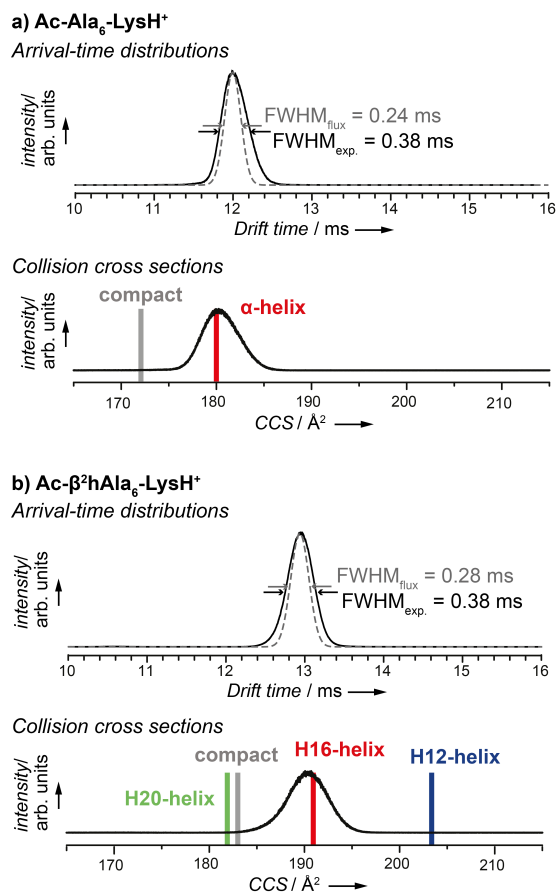 a) Ac-Ala6-LysH+
Arrival-time distributions
intensity/
arb. units
FWHMflux = 0.24 ms
FWHMexp. = 0.38 ms
10 11 12 13 14 15 16
Drift time / ms
Collision cross sections
intensity/
arb. units
compact
α-helix
170 180 190 200 210
CCS / Å2
b) Ac-β2hAla6-LysH+
Arrival-time distributions
intensity/
arb. units
FWHMflux = 0.28 ms
FWHMexp. = 0.38 ms
10 11 12 13 14 15 16
Drift time / ms
Collision cross sections
intensity/
arb. units
compact
H16-helix
H12-helix
H20-helix
170 180 190 200 210
CCS / Å2